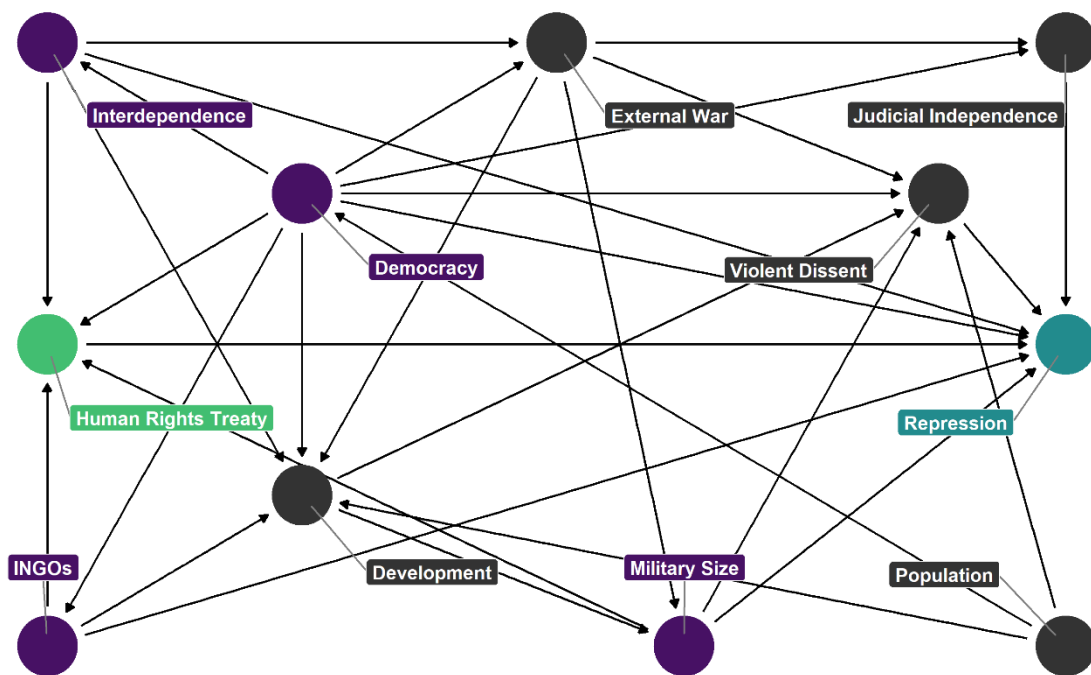 Interdependence
External War
Judicial Independence
Democracy
Violent Dissent
Human Rights Treaty
Repression
INGOs
Development
Military Size
Population